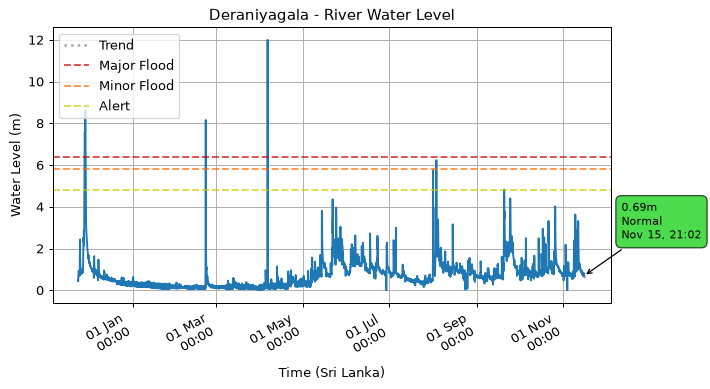 Deraniyagala - River Water Level
Water Level (m)
12
10
8
6
4
2
0
Trend
Major Flood
Minor Flood
Alert
0.69m
Normal
Nov 15, 21:02
01 Jan
00:00
01 Mar
00:00
01 May
00:00
01 Jul
00:00
01 Sep
00:00
01 Nov
00:00
Time (Sri Lanka)